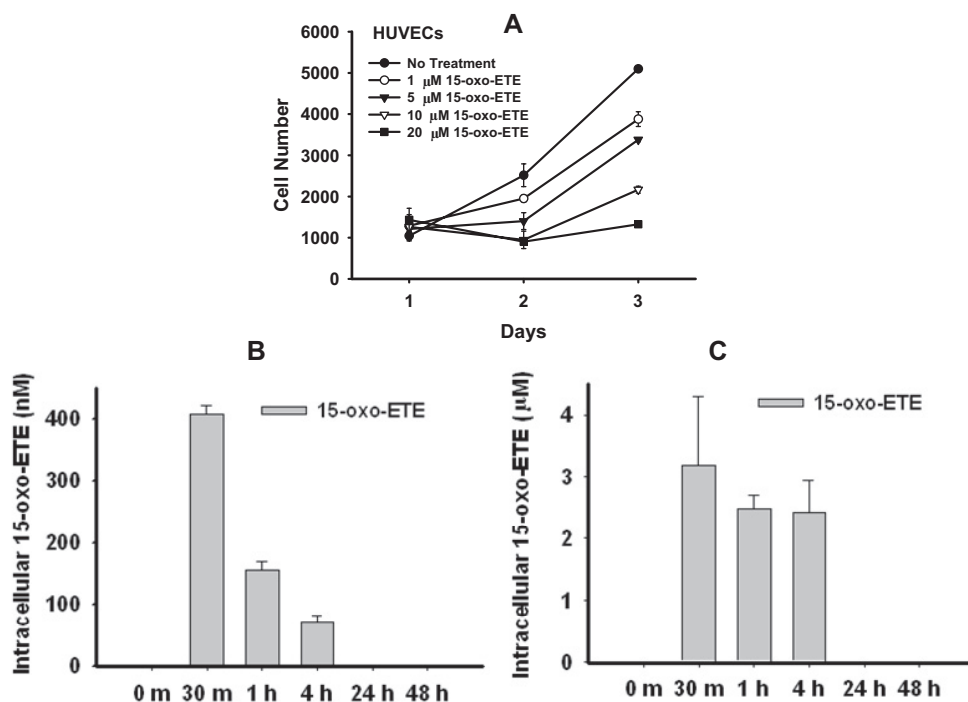 A
HUVECs
No Treatment
1 μM 15-oxo-ETE
5 μM 15-oxo-ETE
10 μM 15-oxo-ETE
20 μM 15-oxo-ETE
Cell Number
6000
5000
4000
3000
2000
1000
0
1 2 3
Days
B
15-oxo-ETE
Intracellular 15-oxo-ETE (nM)
400
300
200
100
0
0 m 30 m 1 h 4 h 24 h 48 h
C
15-oxo-ETE
Intracellular 15-oxo-ETE (μM)
4
3
2
1
0
0 m 30 m 1 h 4 h 24 h 48 h